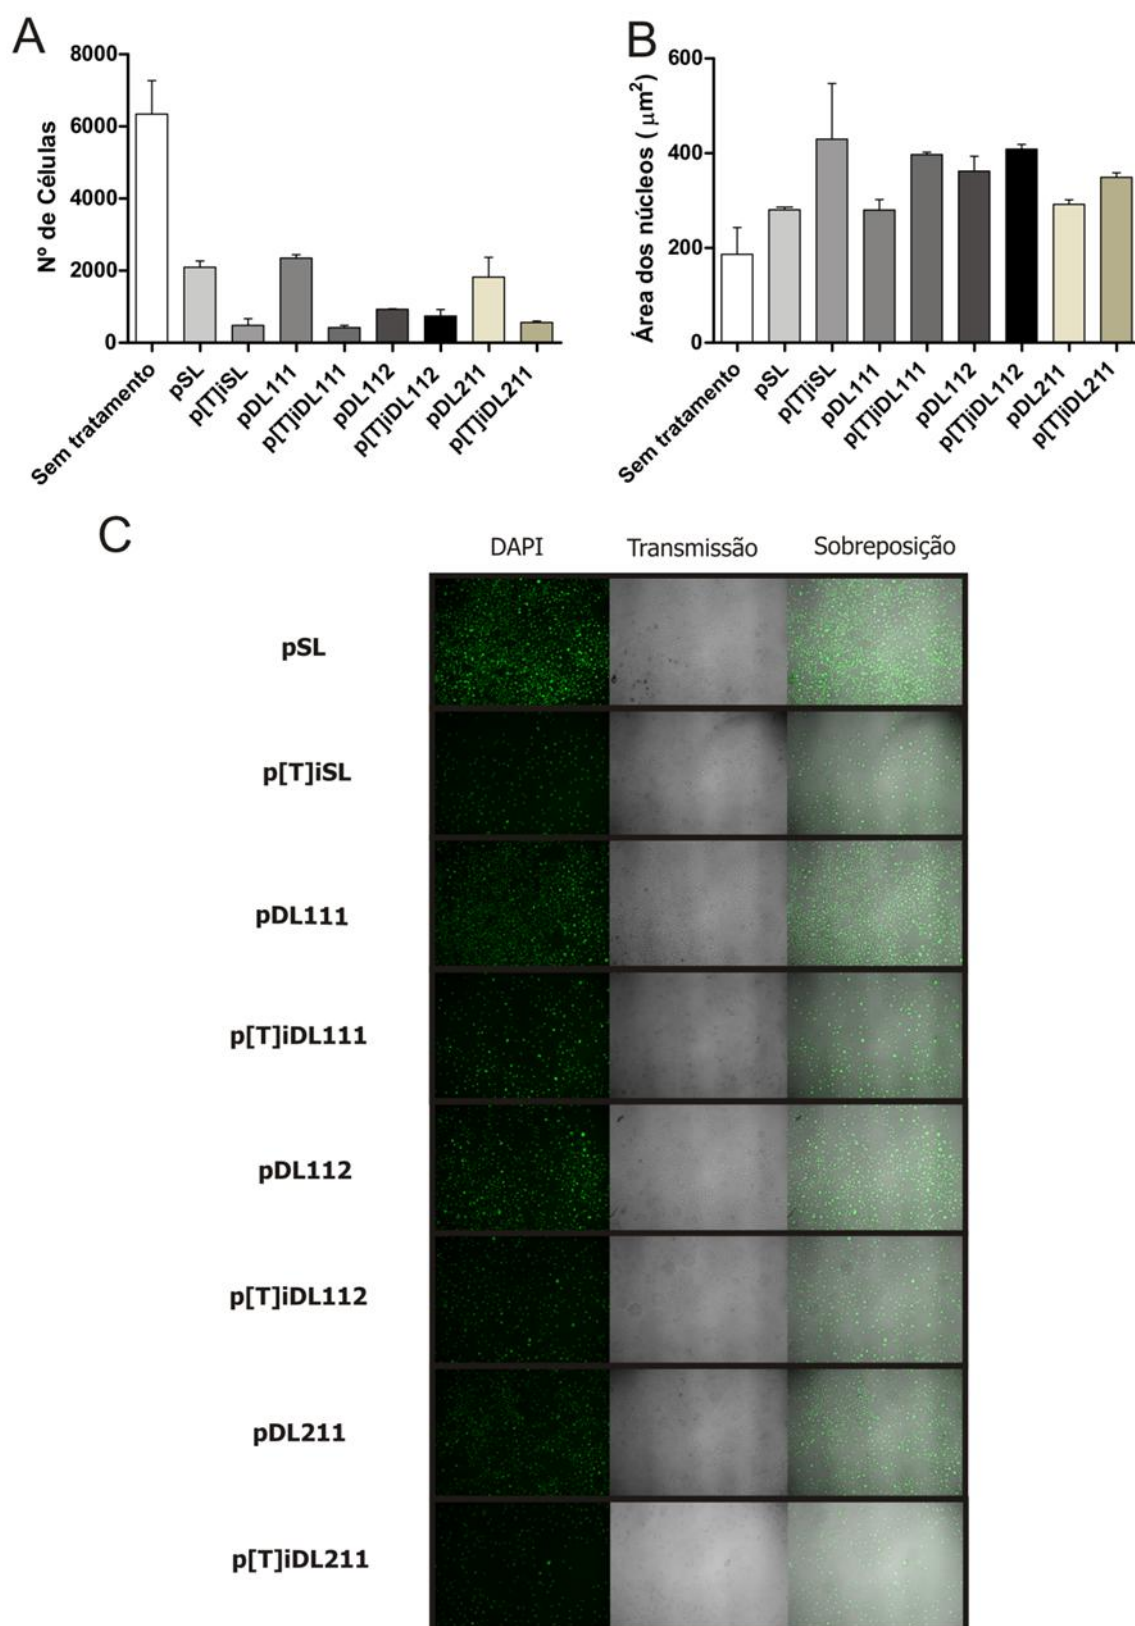 A
Nº de Células
8000
6000
4000
2000
0
Sem tratamento
pSL
p[T]iSL
pDL111
p[T]iDL111
pDL112
p[T]iDL112
pDL211
p[T]iDL211
B
Área dos núcleos ( μm²)
600
400
200
0
Sem tratamento
pSL
p[T]iSL
pDL111
p[T]iDL111
pDL112
p[T]iDL112
pDL211
p[T]iDL211
C
DAPI Transmissão Sobreposição
pSL
p[T]iSL
pDL111
p[T]iDL111
pDL112
p[T]iDL112
pDL211
p[T]iDL211